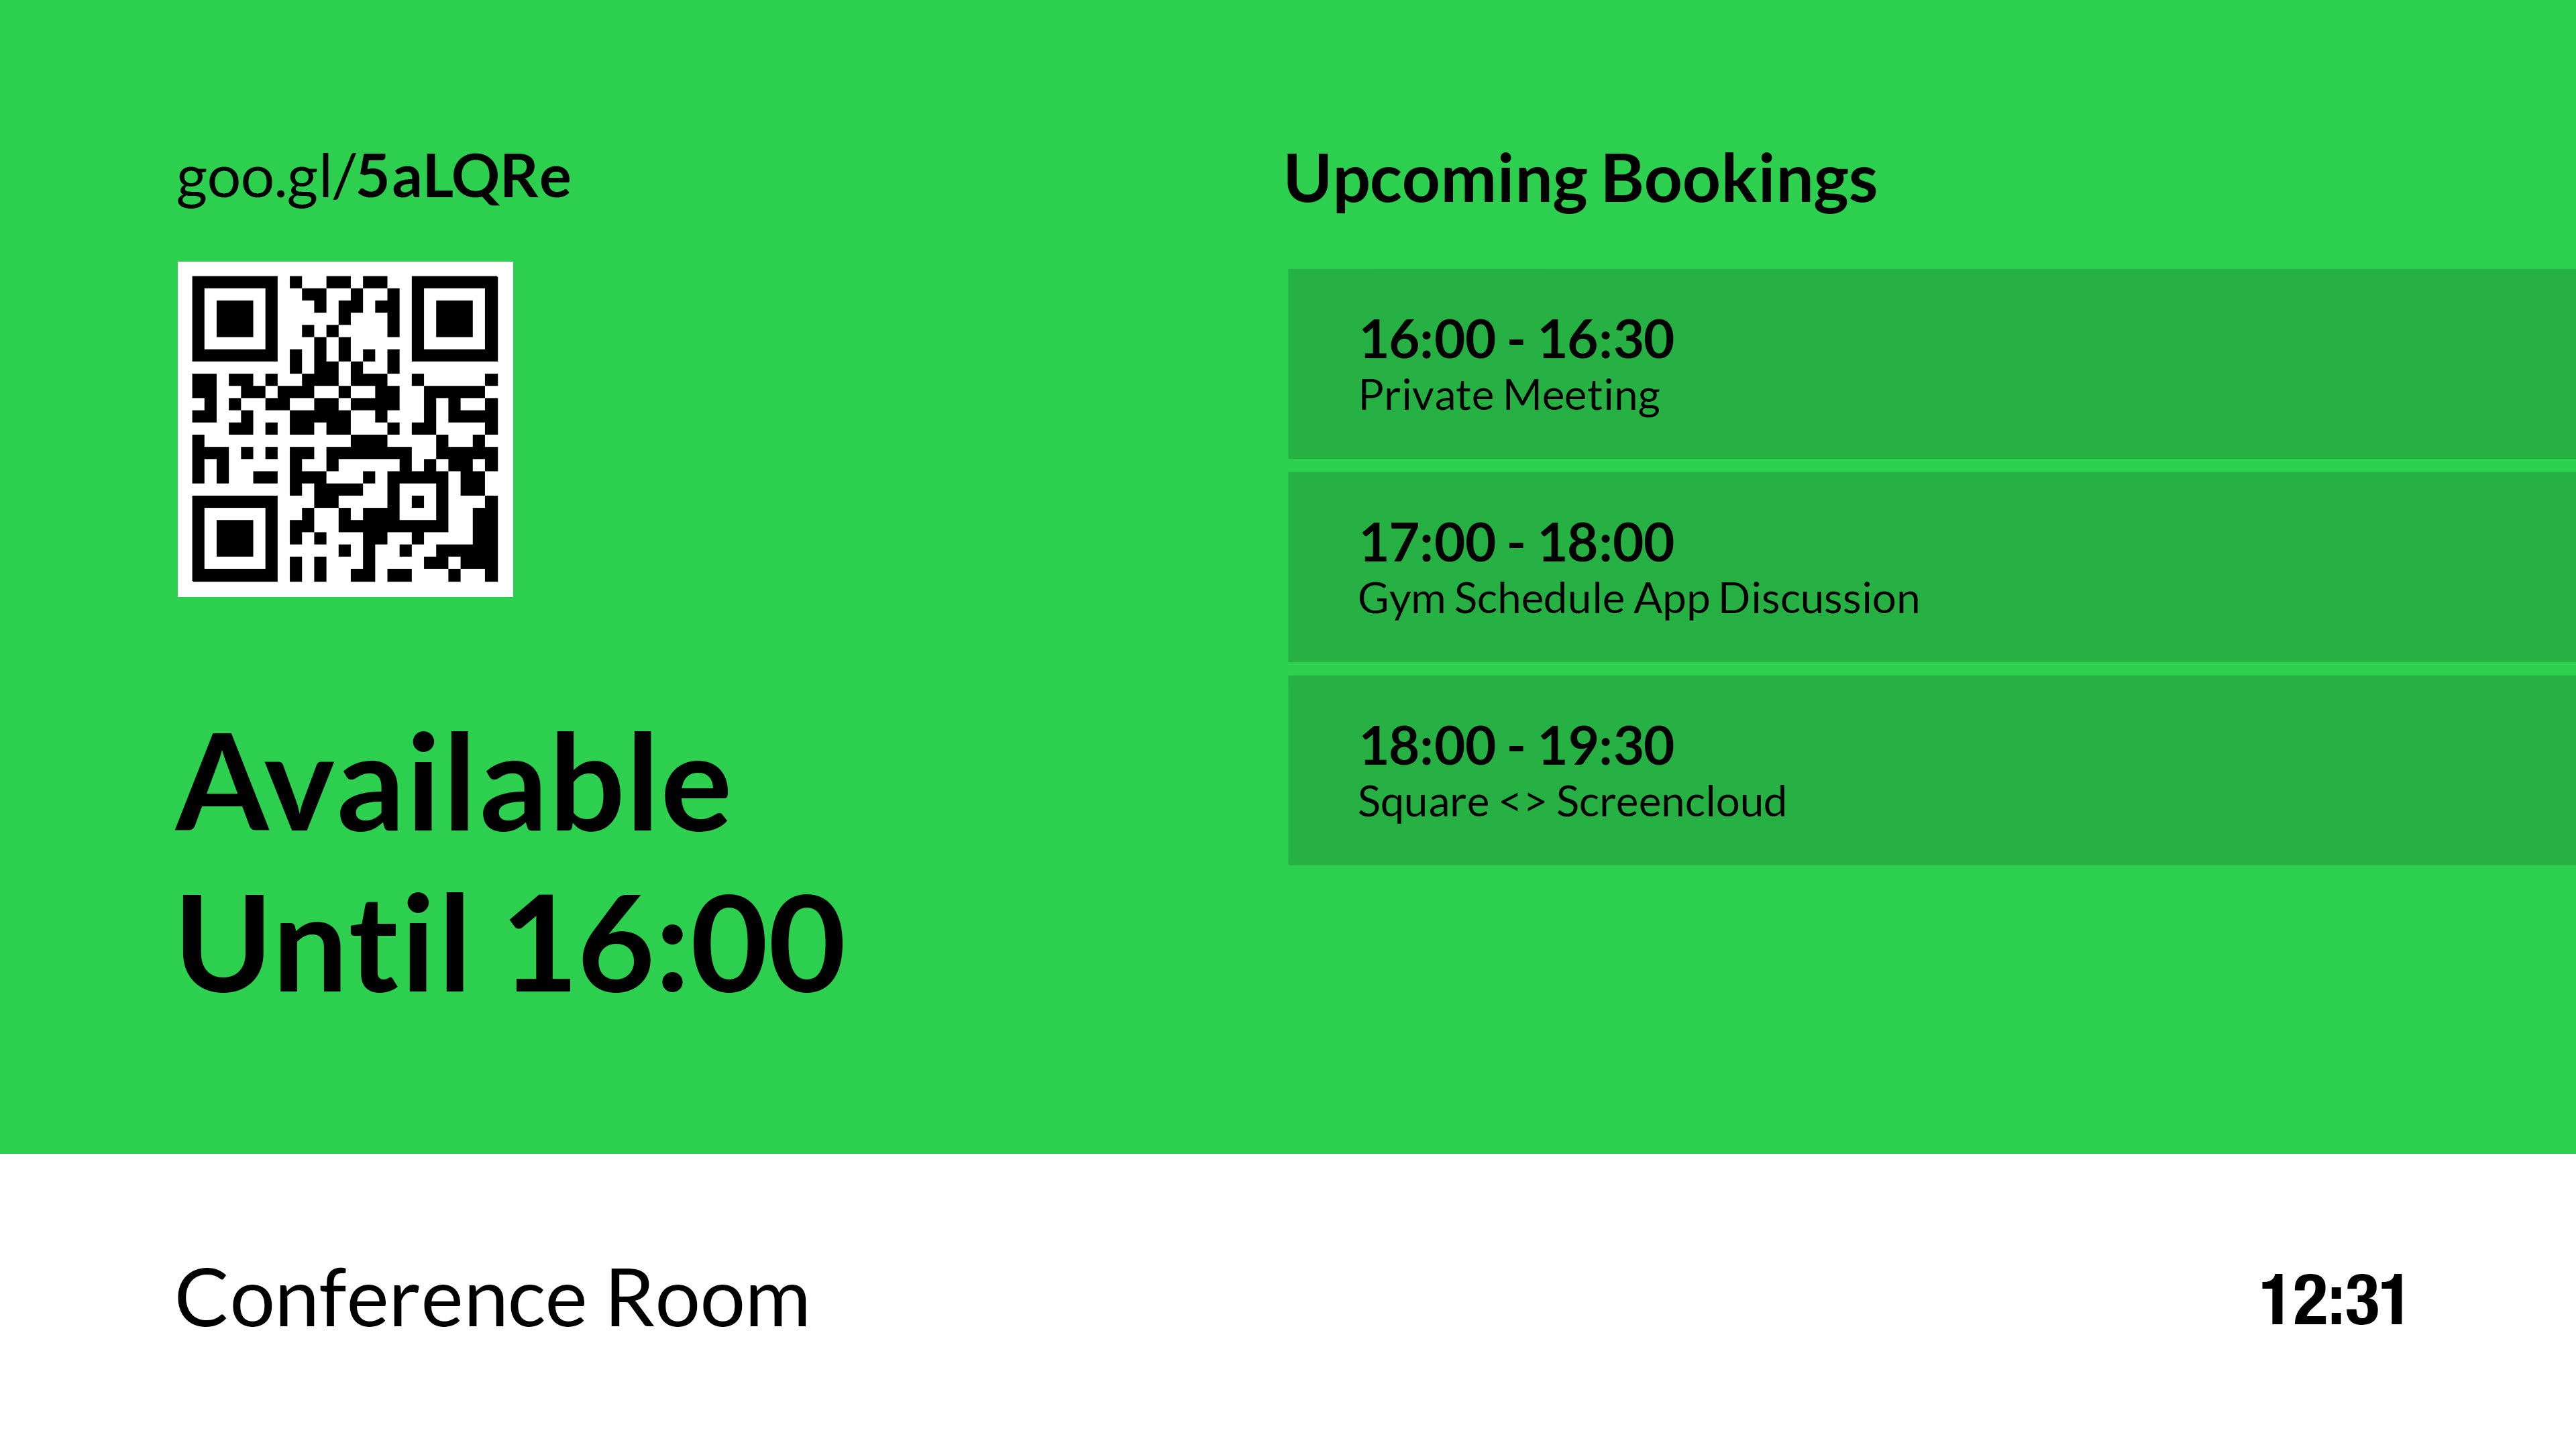 goo.gl/5aLQRe
Available
Until 16:00
Upcoming Bookings
16:00 - 16:30
Private Meeting
17:00 - 18:00
Gym Schedule App Discussion
18:00 - 19:30
Square <> Screencloud
Conference Room
12:31